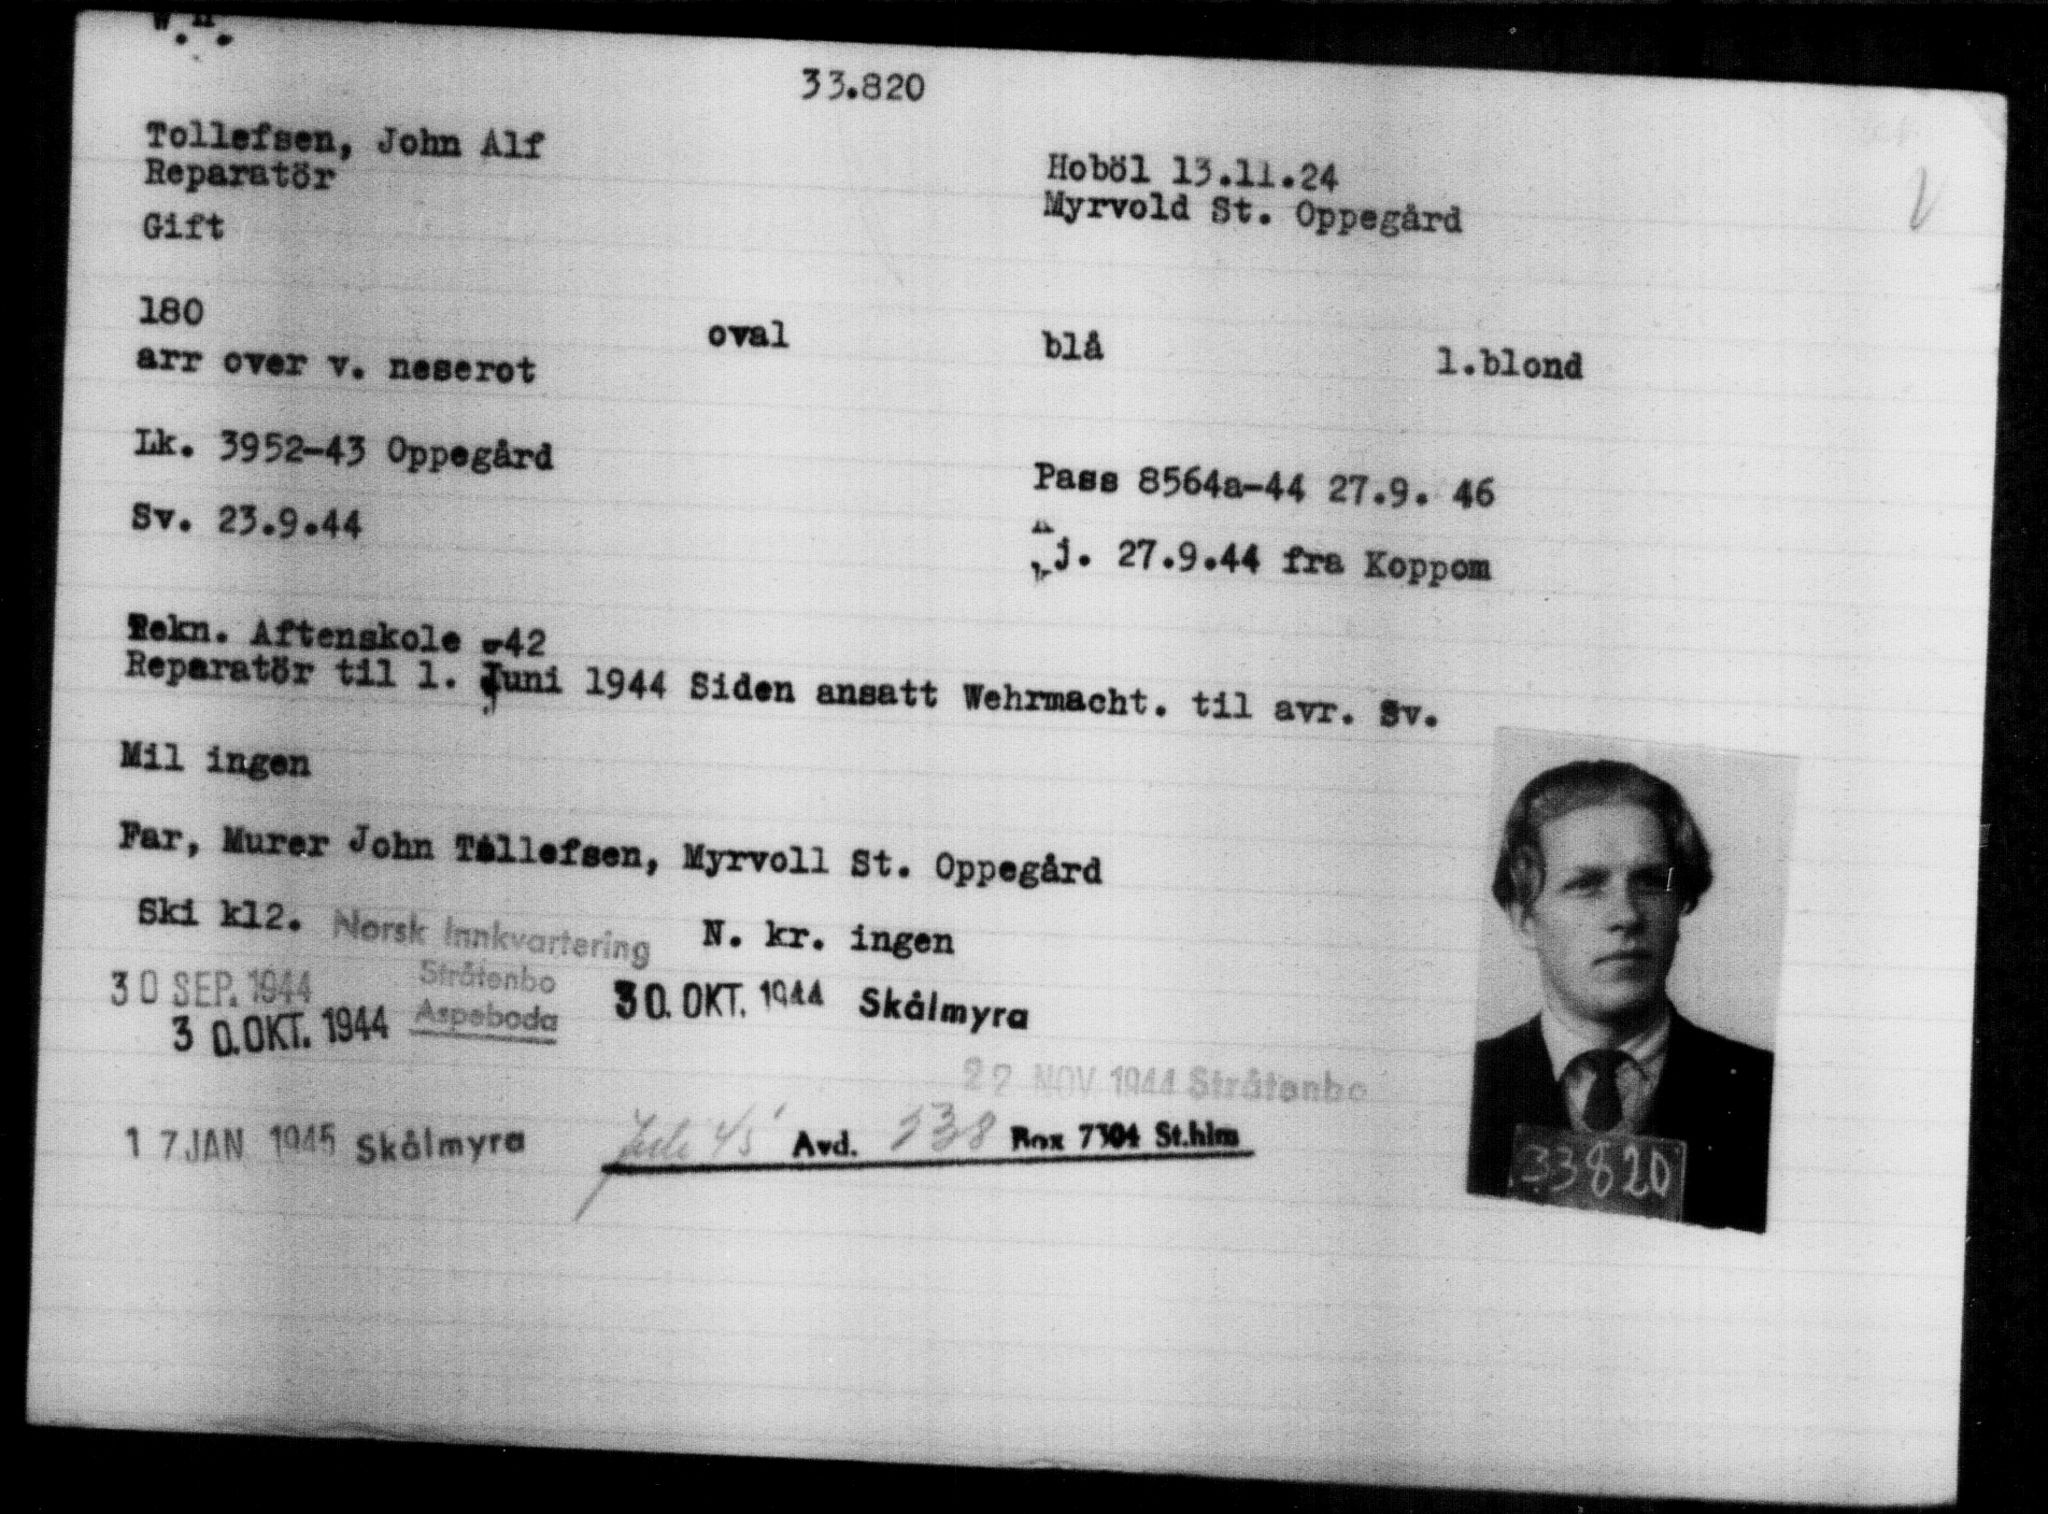 W.H.
33.820
Tollefsen, John Alf
Hoböl 13.11.24
Reparatör
Myrvold St. Oppegård
Gift
180
oval
blå
l.blond
arr over v. neserot
Lk. 3952-43 Oppegård
Pass 8564a-44 27.9. 46
Sv. 23.9.44
j. 27.9.44 fra Koppom
Tekn. Aftenskole -42
Reparatör til 1. Juni 1944 Siden ansatt Wehrmacht. til avr. Sv.
Mil ingen
Far, Murer John Tollefsen, Myrvoll St. Oppegård
Ski kl2.
Norsk Innkvartering
N. kr. ingen
30 SEP. 1944
Stråtenbo
30. OKT. 1944
Aspeboda
30. OKT. 1944 Skålmyra
22 NOV. 1944 Stråtenbo
17 JAN 1945 Skålmyra
45 Avd. 538 Box 7304 St.hlm
33820